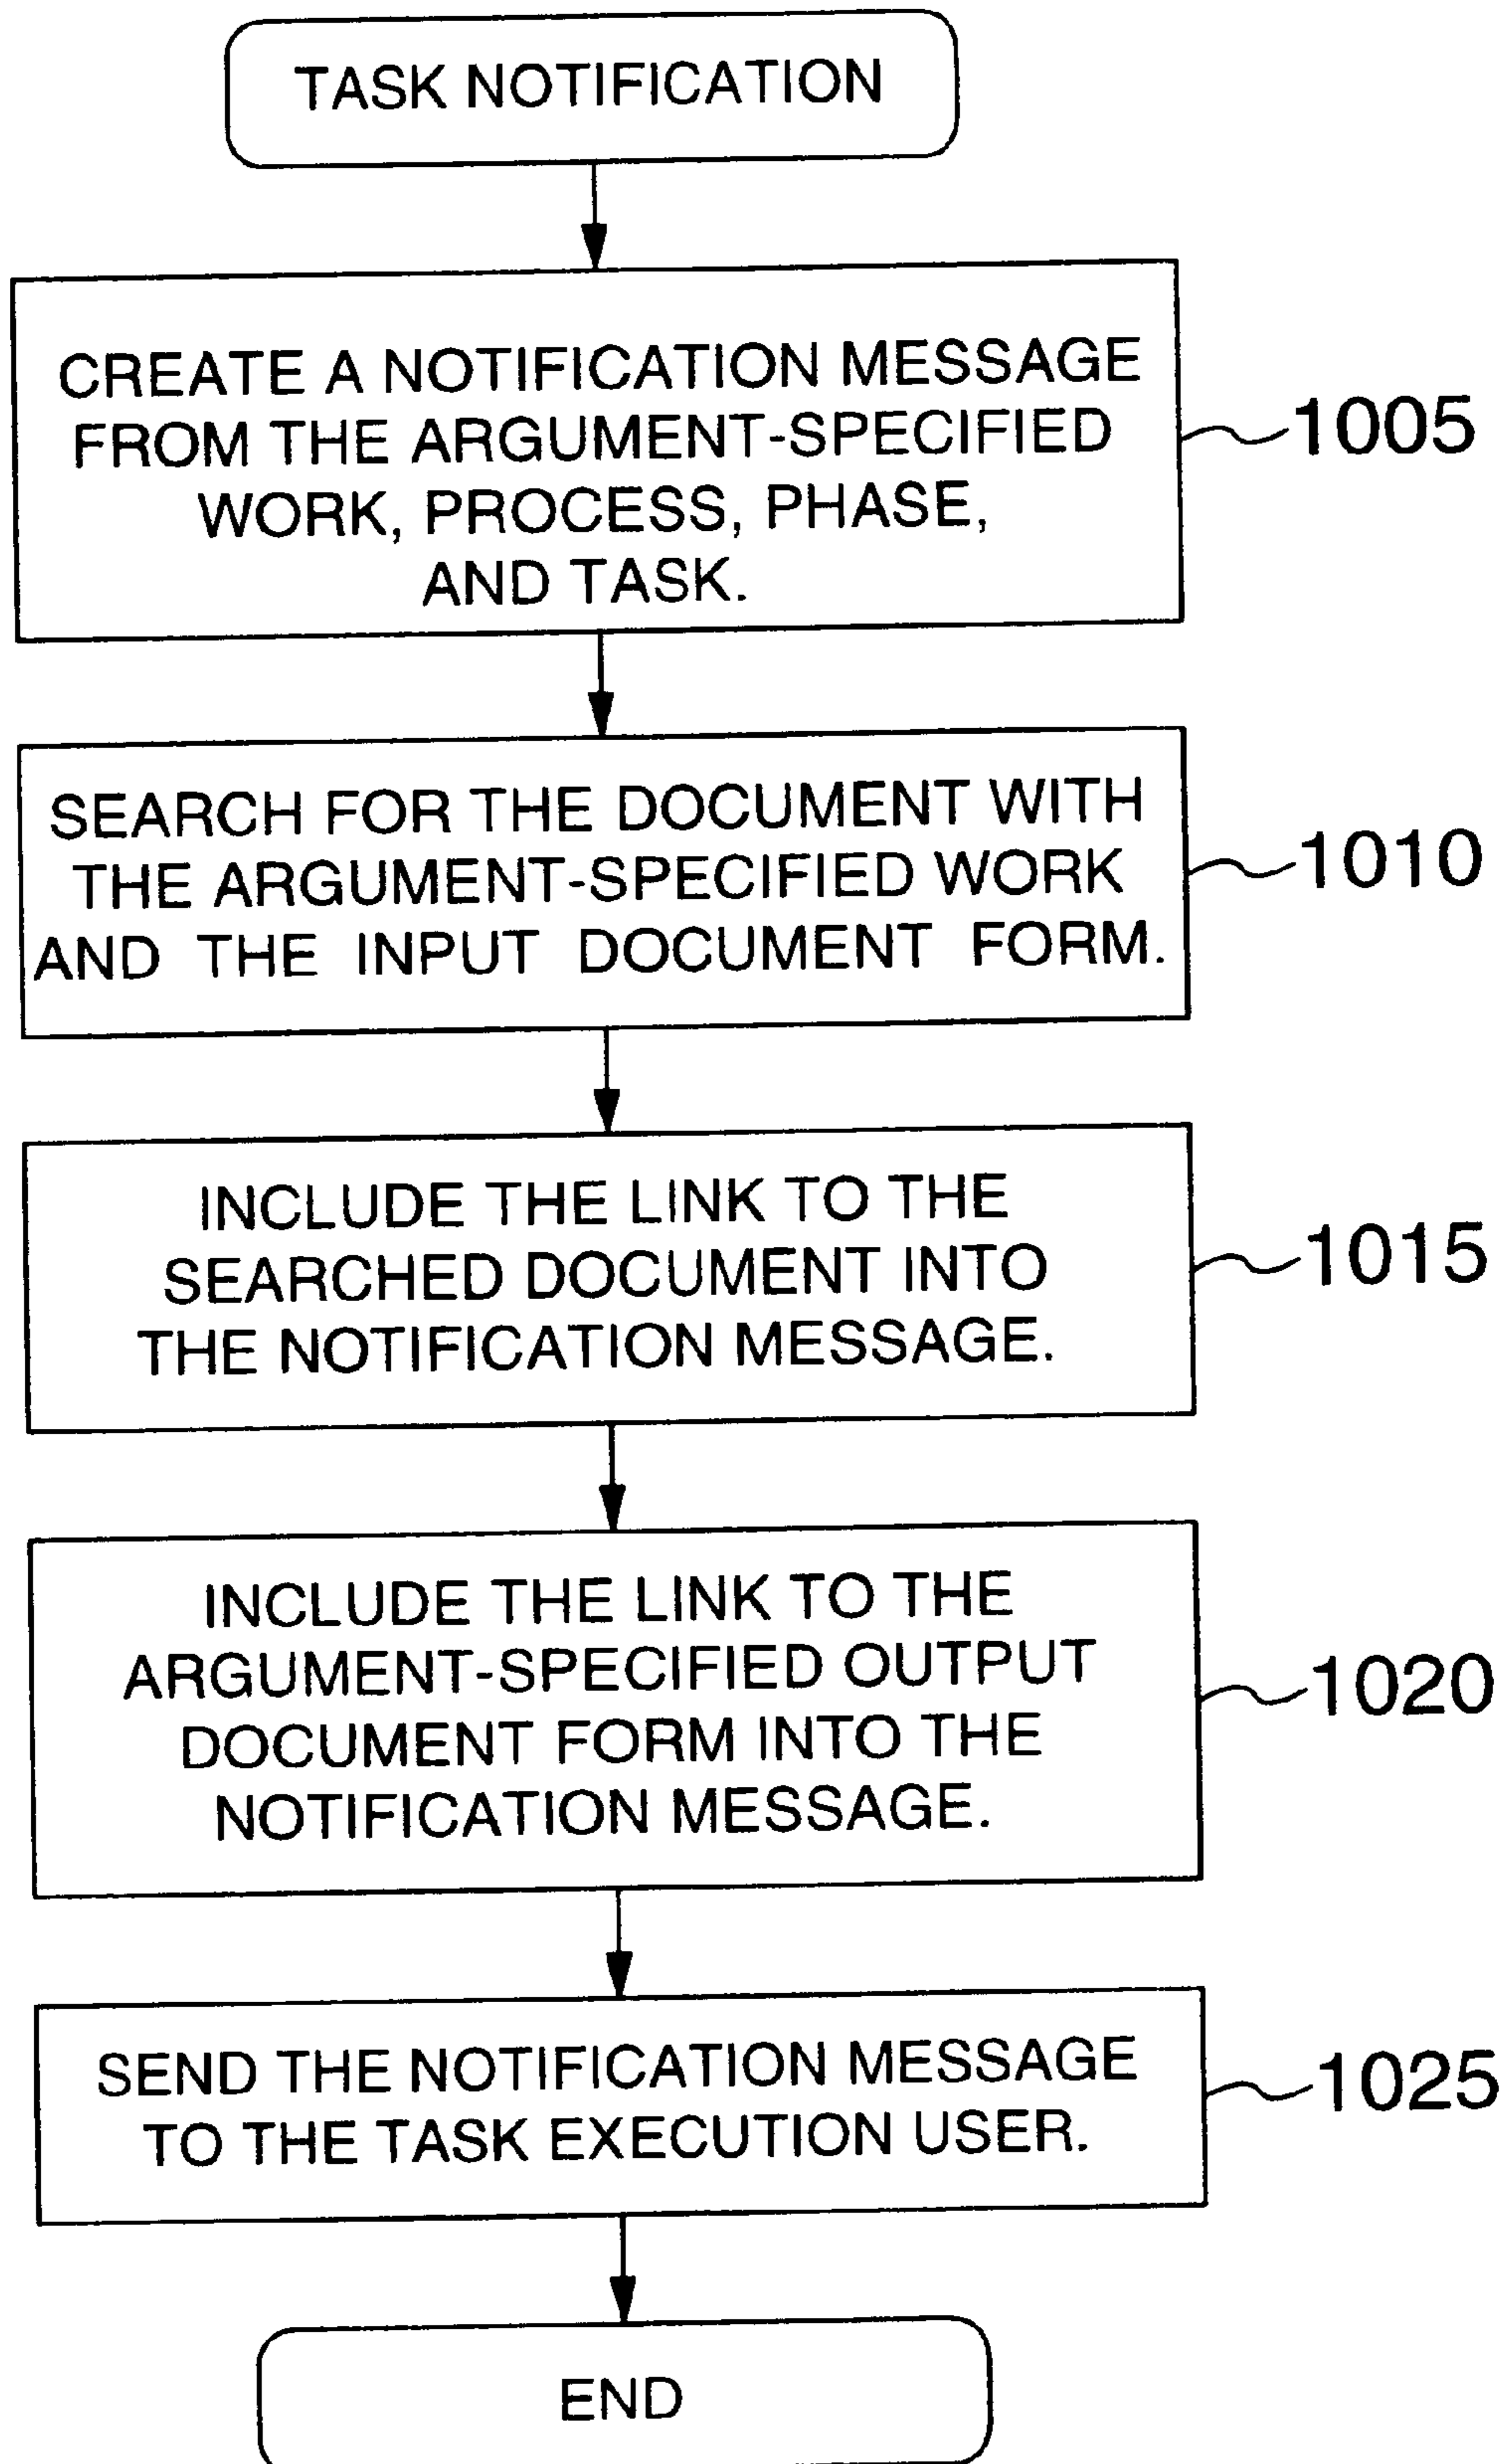 TASK NOTIFICATION
CREATE A NOTIFICATION MESSAGE
FROM THE ARGUMENT-SPECIFIED
WORK, PROCESS, PHASE,
AND TASK.
1005
SEARCH FOR THE DOCUMENT WITH
THE ARGUMENT-SPECIFIED WORK
AND THE INPUT DOCUMENT FORM.
1010
INCLUDE THE LINK TO THE
SEARCHED DOCUMENT INTO
THE NOTIFICATION MESSAGE.
1015
INCLUDE THE LINK TO THE
ARGUMENT-SPECIFIED OUTPUT
DOCUMENT FORM INTO THE
NOTIFICATION MESSAGE.
1020
SEND THE NOTIFICATION MESSAGE
TO THE TASK EXECUTION USER.
1025
END